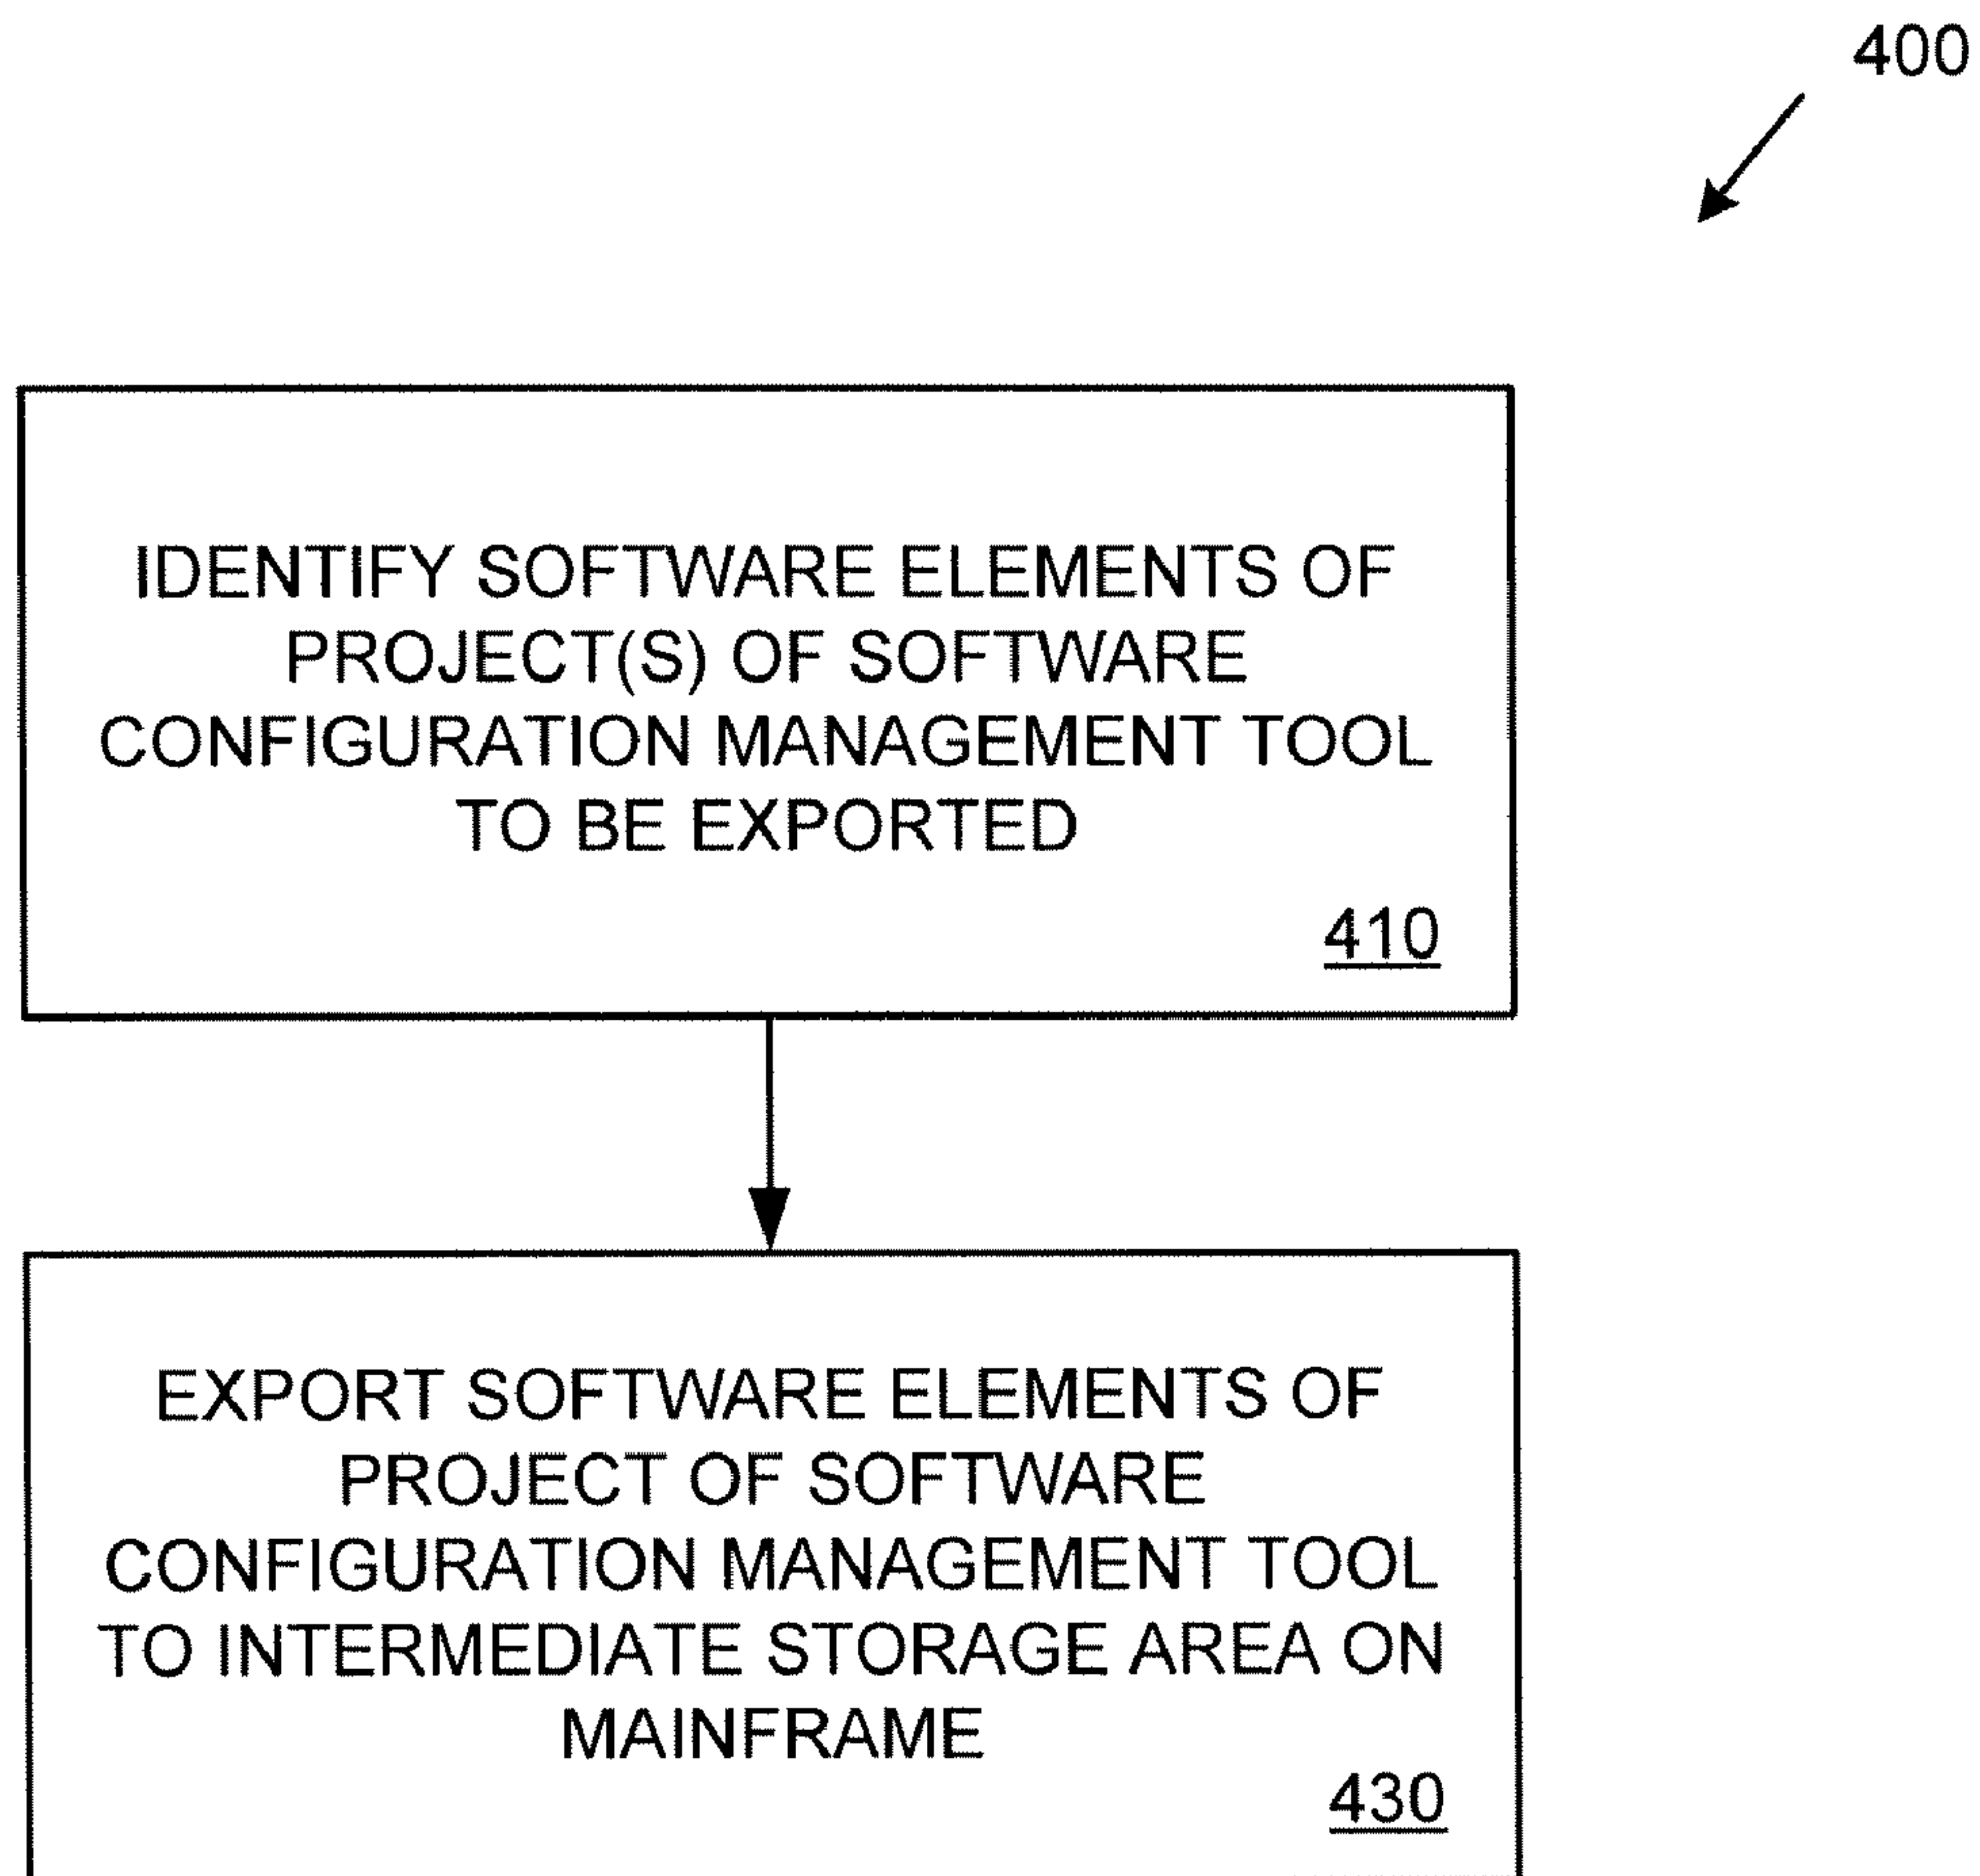 400
IDENTIFY SOFTWARE ELEMENTS OF
PROJECT(S) OF SOFTWARE
CONFIGURATION MANAGEMENT TOOL
TO BE EXPORTED
410
EXPORT SOFTWARE ELEMENTS OF
PROJECT OF SOFTWARE
CONFIGURATION MANAGEMENT TOOL
TO INTERMEDIATE STORAGE AREA ON
MAINFRAME
430